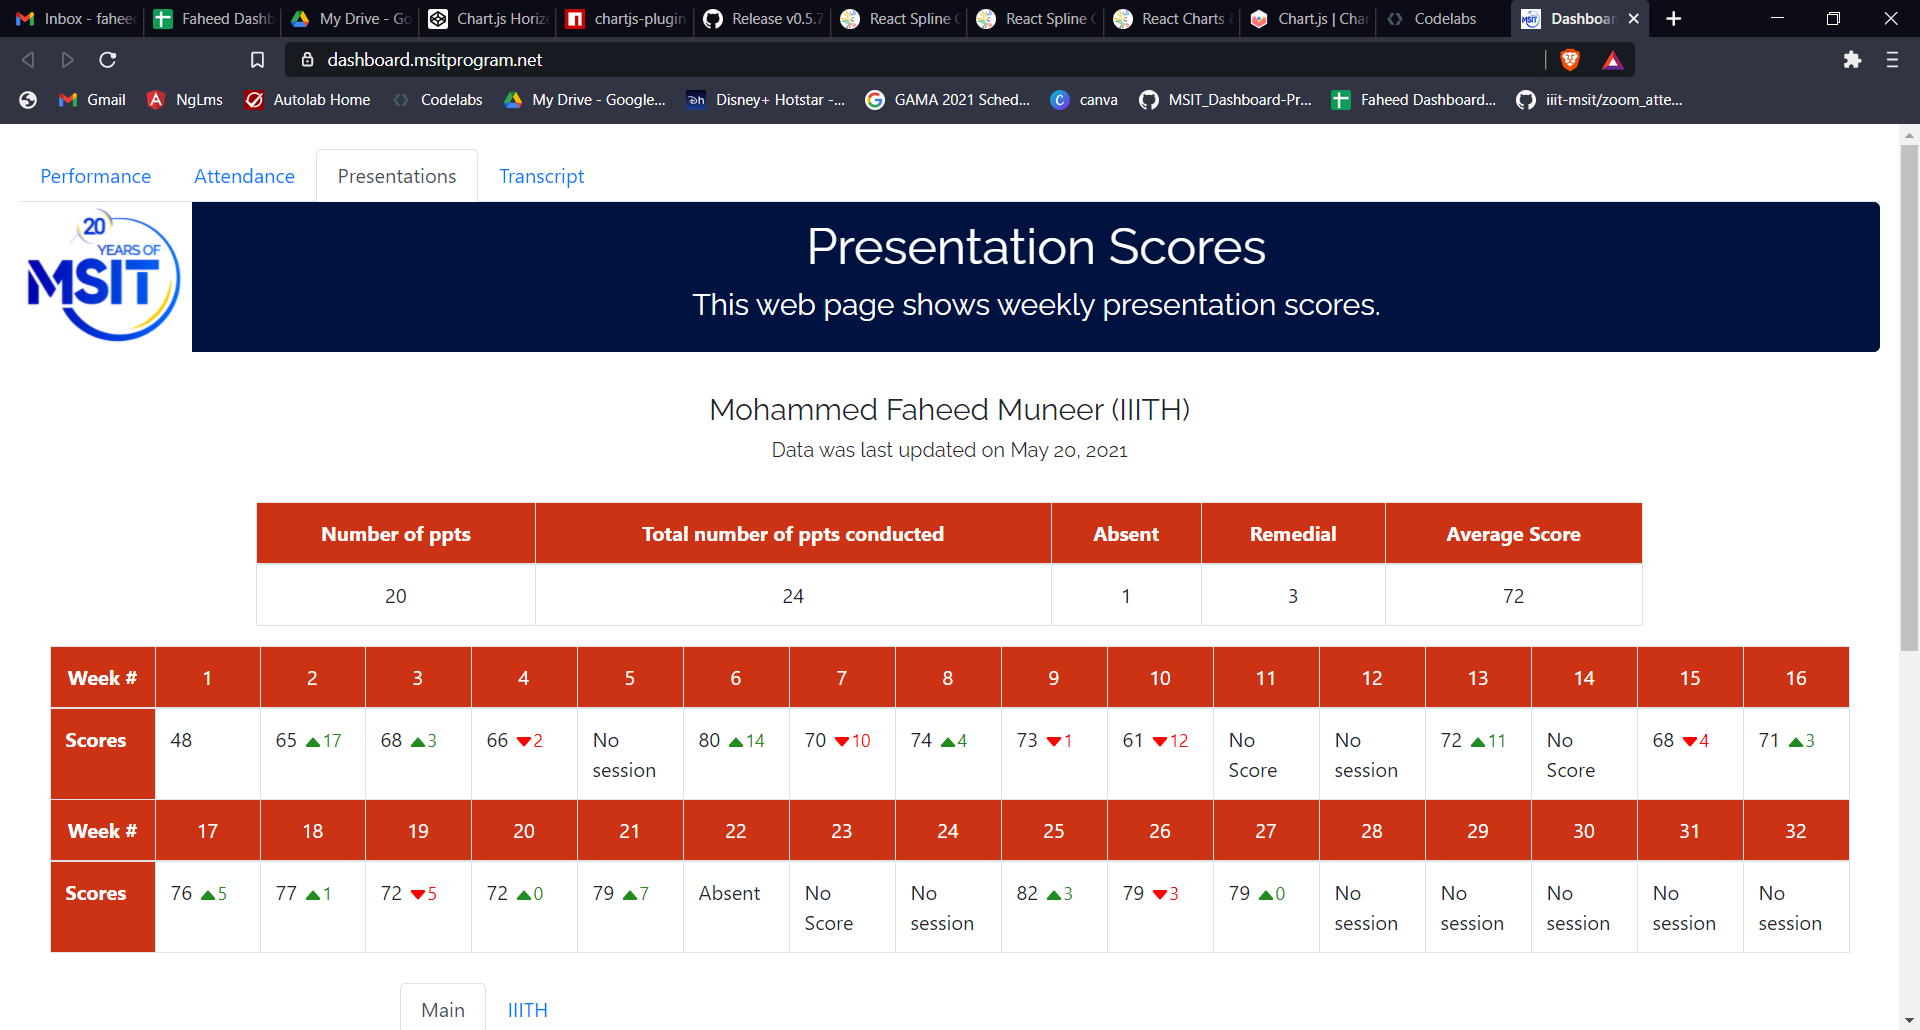 Inbox - faheed
Faheed Dashb
My Drive - Go
Chart.js Horizo
chartjs-plugin
Release v0.5.7
React Spline C
React Spline C
React Charts &
Chart.js | Char
Codelabs
Dashboar
dashboard.msitprogram.net
Gmail
NgLms
Autolab Home
Codelabs
My Drive - Google...
Disney+ Hotstar -...
GAMA 2021 Sched...
canva
MSIT_Dashboard-Pr...
Faheed Dashboard...
iiit-msit/zoom_atte...
Performance Attendance Presentations Transcript
20
YEARS OF
MSIT
Presentation Scores
This web page shows weekly presentation scores.
Mohammed Faheed Muneer (IIITH)
Data was last updated on May 20, 2021
Number of ppts Total number of ppts conducted Absent Remedial Average Score
20 24 1 3 72
Week # 1 2 3 4 5 6 7 8 9 10 11 12 13 14 15 16
Scores 48 65 ▲17 68 ▲3 66 ▼2 No session 80 ▲14 70 ▼10 74 ▲4 73 ▼1 61 ▼12 No Score No session 72 ▲11 No Score 68 ▼4 71 ▲3
Week # 17 18 19 20 21 22 23 24 25 26 27 28 29 30 31 32
Scores 76 ▲5 77 ▲1 72 ▼5 72 ▲0 79 ▲7 Absent No Score No session 82 ▲3 79 ▼3 79 ▲0 No session No session No session No session No session
Main IIITH